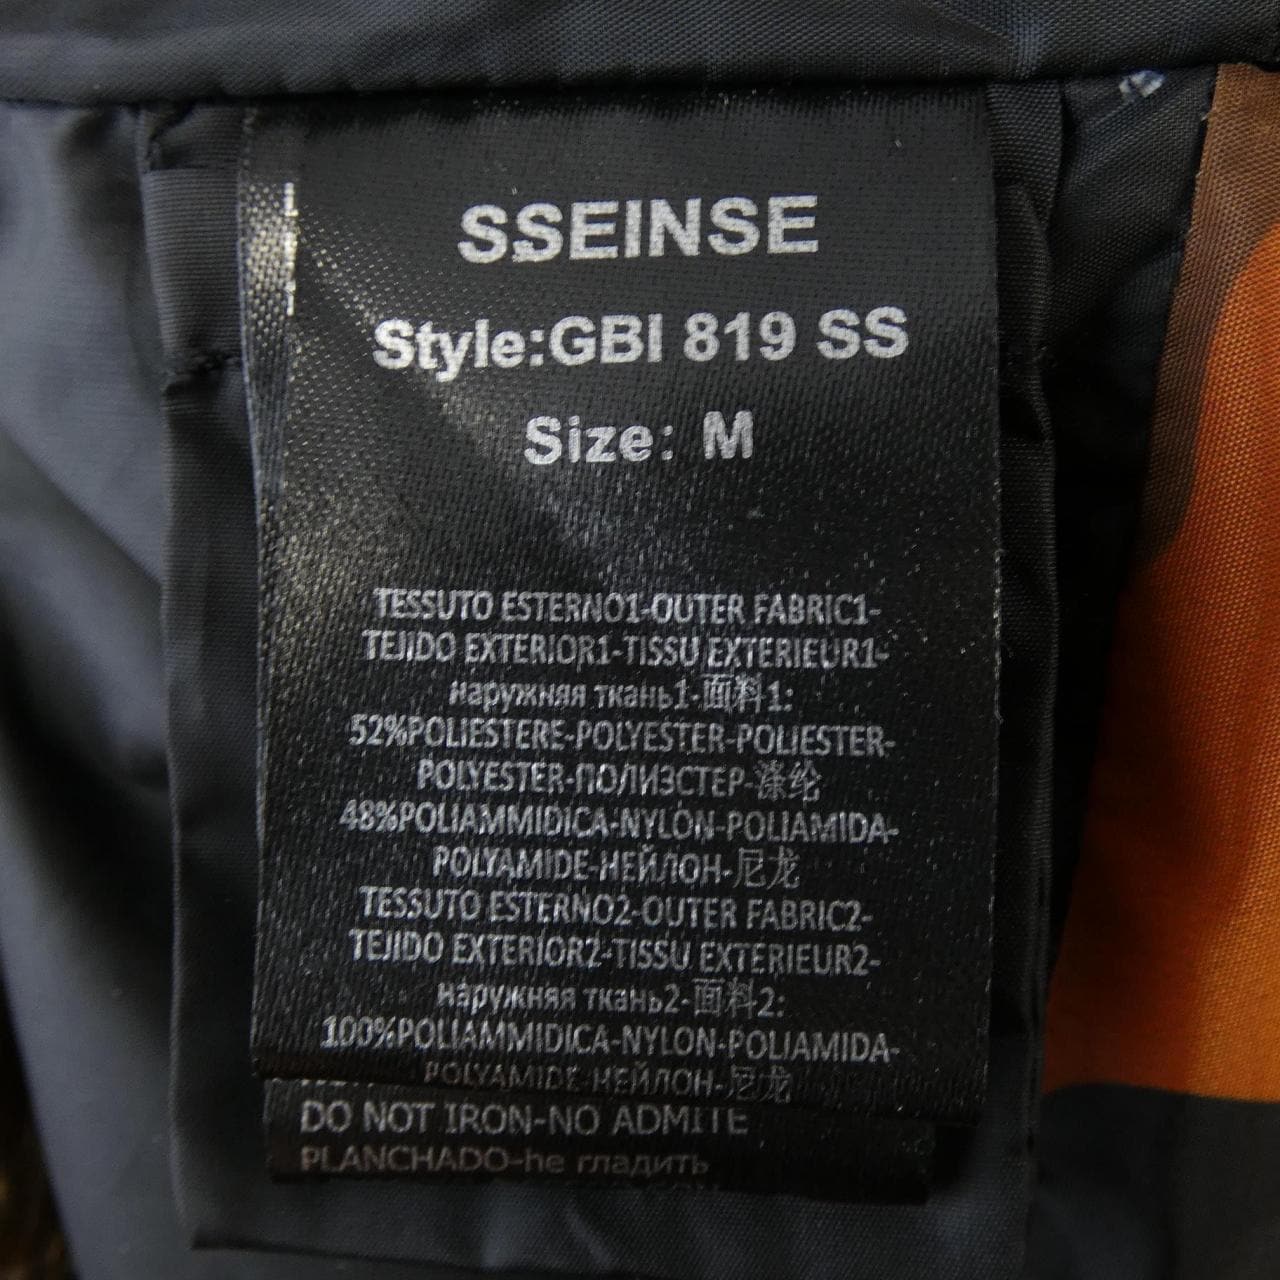 SSEINSE
Style:GBI 819 SS
Size: M
TESSUTO ESTERNO1-OUTER FABRIC1-
TEJIDO EXTERIOR1-TISSU EXTERIEUR1-
наружняя ткань1-面料1:
52%POLIESTERE-POLYESTER-POLIESTER-
POLYESTER-ПОЛИЭСТЕР-涤纶
48%POLIAMMIDICA-NYLON-POLIAMIDA-
POLYAMIDE-НЕЙЛОН-尼龙
TESSUTO ESTERNO2-OUTER FABRIC2-
TEJIDO EXTERIOR2-TISSU EXTERIEUR2-
наружняя ткань2-面料2:
100%POLIAMMIDICA-NYLON-POLIAMIDA-
POLYAMIDE-НЕЙЛОН-尼龙
DO NOT IRON-NO ADMITE
PLANCHADO-не гладить